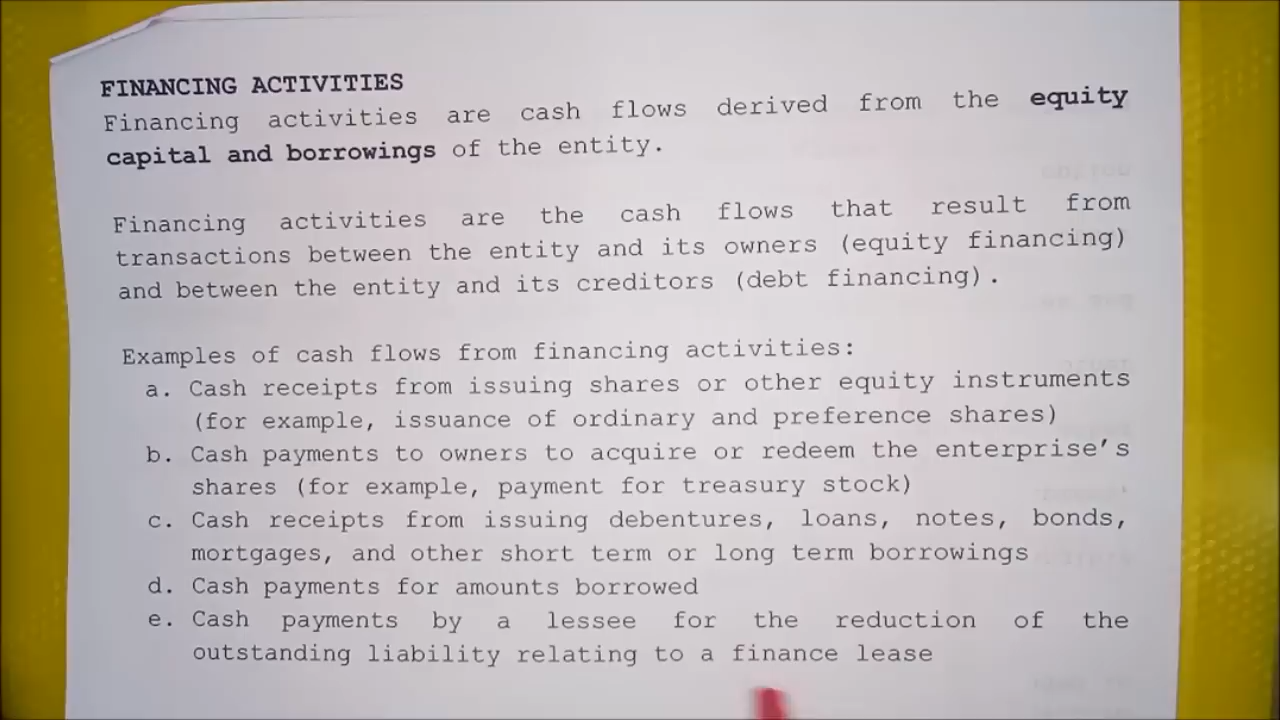 FINANCING ACTIVITIES
Financing activities are cash flows derived from the equity
capital and borrowings of the entity.
Financing activities are the cash flows that result from
transactions between the entity and its owners (equity financing)
and between the entity and its creditors (debt financing).
Examples of cash flows from financing activities:
a. Cash receipts from issuing shares or other equity instruments
(for example, issuance of ordinary and preference shares)
b. Cash payments to owners to acquire or redeem the enterprise's
shares (for example, payment for treasury stock)
c. Cash receipts from issuing debentures, loans, notes, bonds,
mortgages, and other short term or long term borrowings
d. Cash payments for amounts borrowed
e. Cash payments by a lessee for the reduction of the
outstanding liability relating to a finance lease